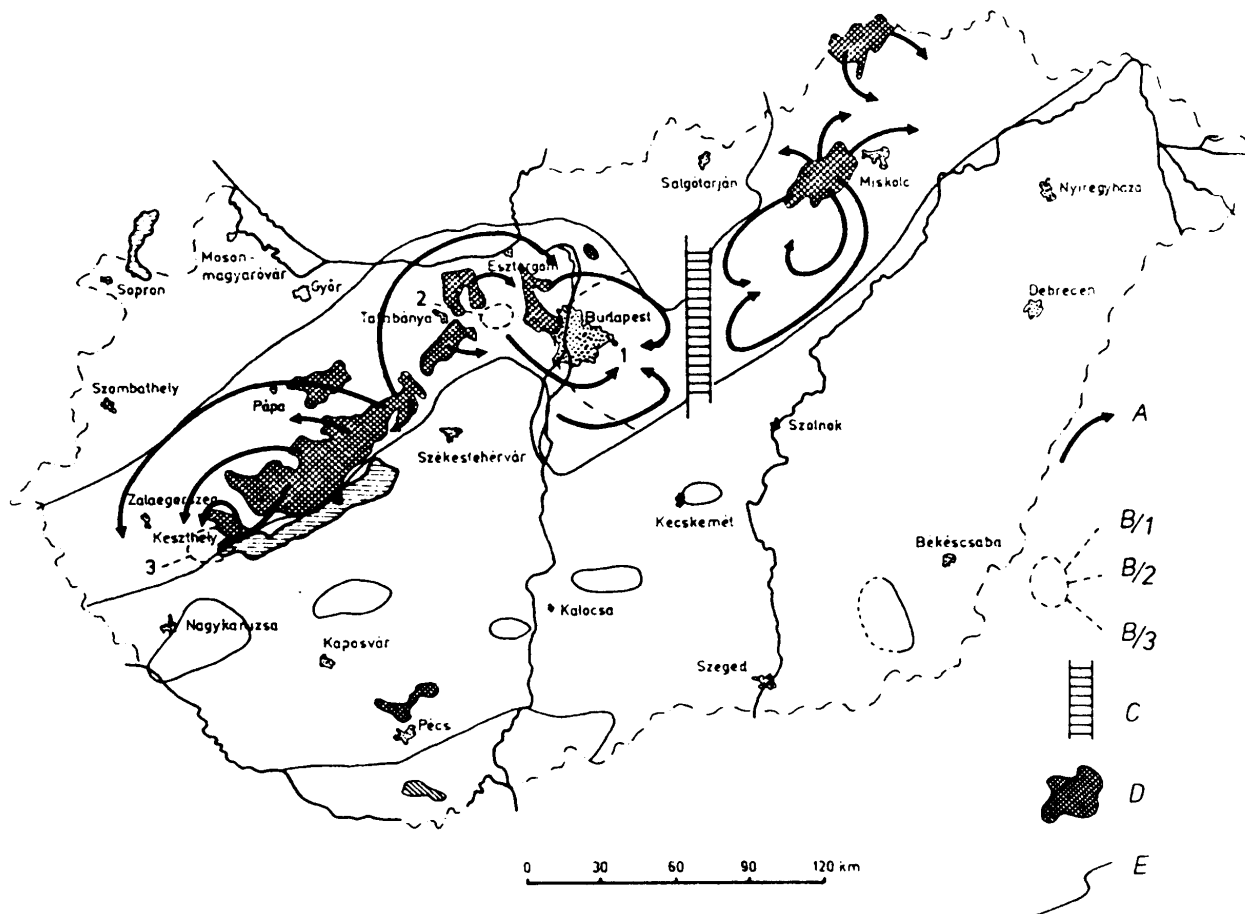 Salgótarján
Miskolc
Nyíregyháza
Moson-
magyaróvár
Sopron
Győr
Esztergom
2
Tatabánya
Budapest
1
Debrecen
Szombathely
Pápa
Székesfehérvár
Szolnok
A
Zalaegerszeg
Keszthely
3
Kecskemét
Békéscsaba
B/1
B/2
B/3
Nagykanizsa
Kalocsa
Kaposvár
Szeged
C
Pécs
D
0 30 60 90 120 km
E